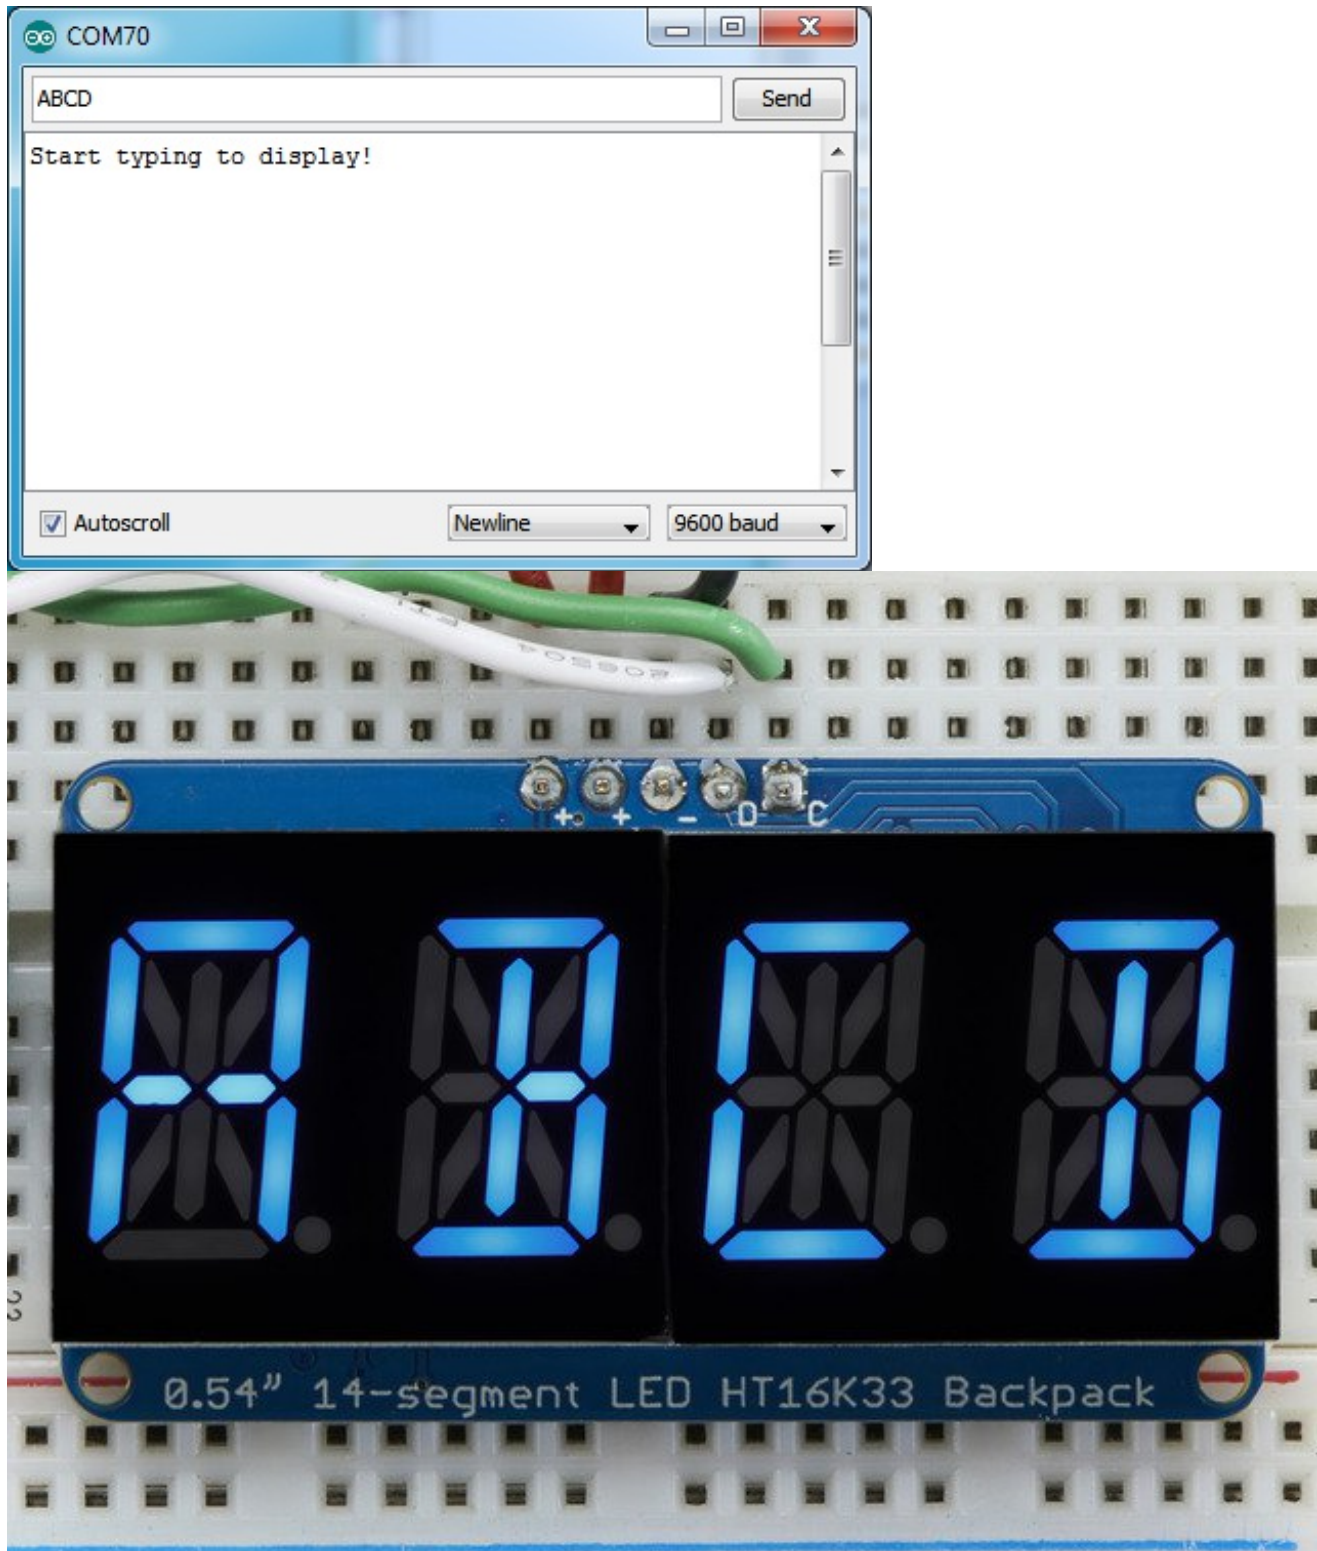 COM70
ABCD
Send
Start typing to display!
Autoscroll
Newline
9600 baud
+ + - D C
ABCD
0.54" 14-segment LED HT16K33 Backpack